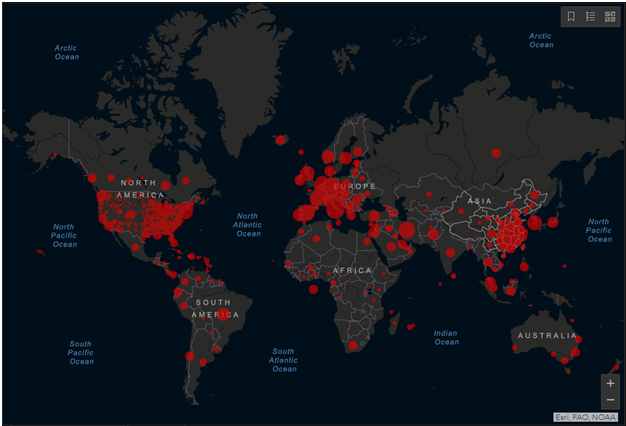 Arctic
Ocean
Arctic
Ocean
NORTH
AMERICA
EUROPE
ASIA
North
Pacific
Ocean
North
Atlantic
Ocean
North
Pacific
Ocean
AFRICA
SOUTH
AMERICA
Indian
Ocean
AUSTRALIA
South
Pacific
Ocean
South
Atlantic
Ocean
+
−
Esri, FAO, NOAA